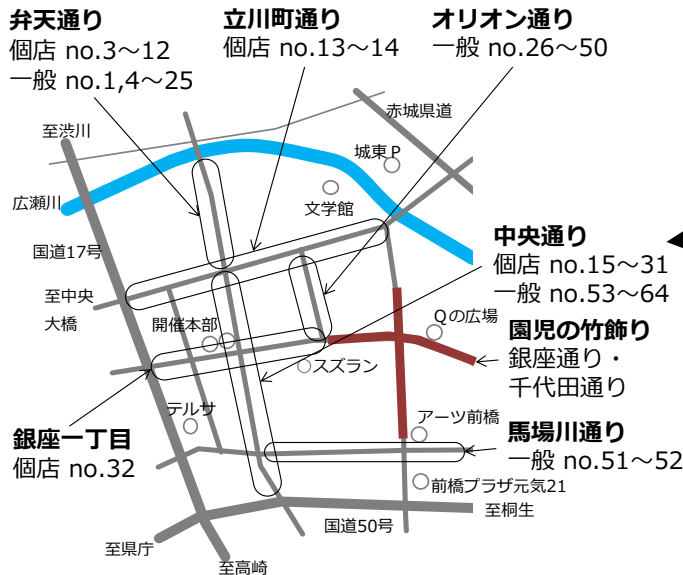 弁天通り
個店 no.3～12
一般 no.1,4～25
立川町通り
個店 no.13～14
オリオン通り
一般 no.26～50
至渋川
赤城県道
城東P
広瀬川
文学館
国道17号
中央通り
個店 no.15～31
一般 no.53～64
至中央
大橋
開催本部
Qの広場
園児の竹飾り
銀座通り・
千代田通り
スズラン
テルサ
アーツ前橋
銀座一丁目
個店 no.32
馬場川通り
一般 no.51～52
前橋プラザ元気21
至桐生
国道50号
至県庁
至高崎